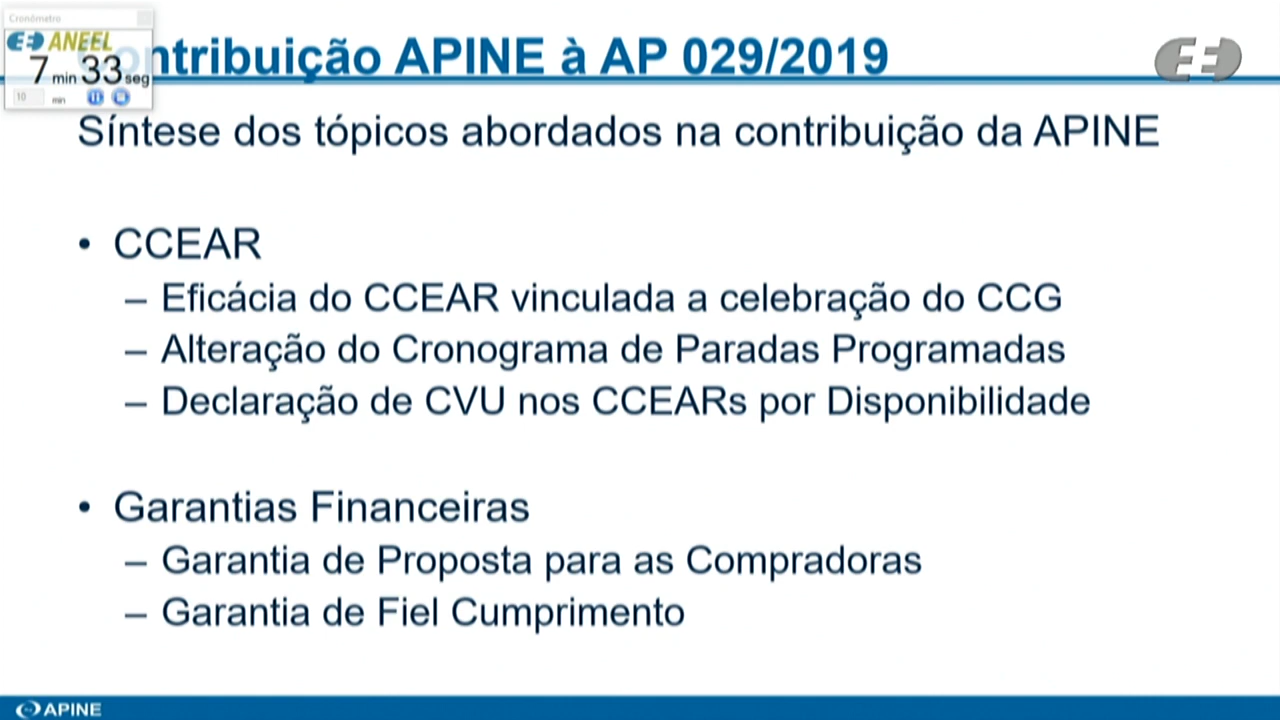 Cronômetro
ANEEL
7 min 33 seg
10 min
ontribuição APINE à AP 029/2019
Síntese dos tópicos abordados na contribuição da APINE
• CCEAR
– Eficácia do CCEAR vinculada a celebração do CCG
– Alteração do Cronograma de Paradas Programadas
– Declaração de CVU nos CCEARs por Disponibilidade
• Garantias Financeiras
– Garantia de Proposta para as Compradoras
– Garantia de Fiel Cumprimento
APINE